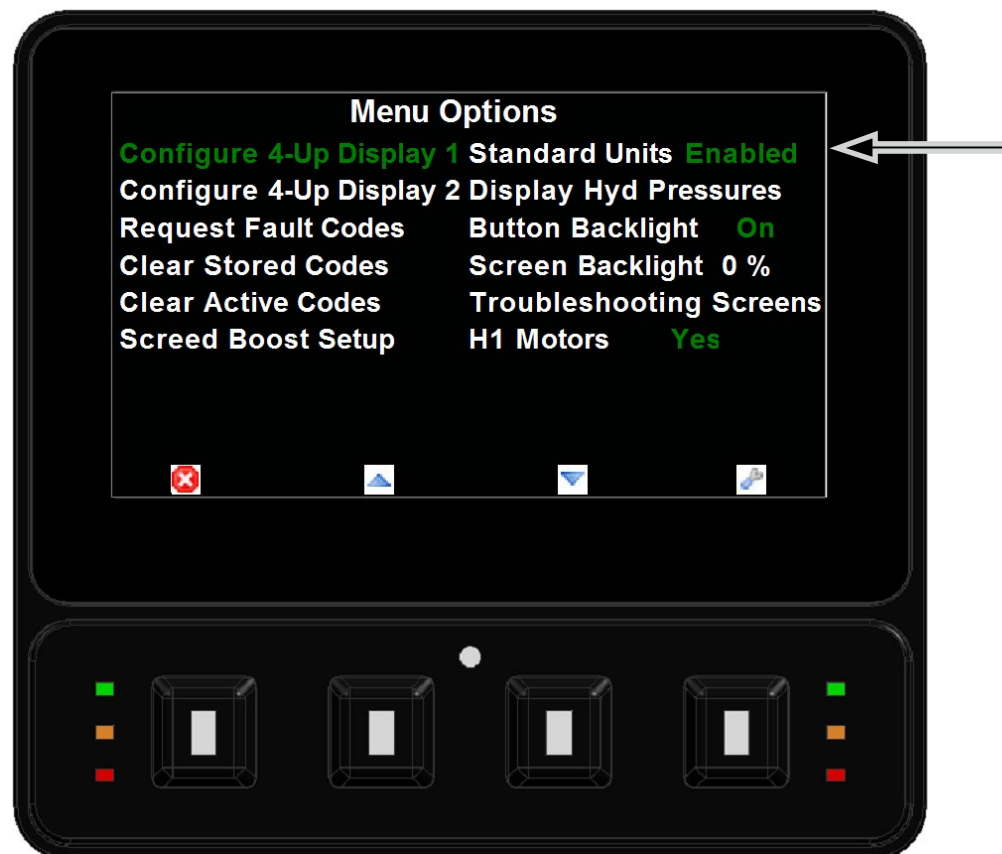 Menu Options
Configure 4-Up Display 1 Standard Units Enabled
Configure 4-Up Display 2 Display Hyd Pressures
Request Fault Codes Button Backlight On
Clear Stored Codes Screen Backlight 0 %
Clear Active Codes Troubleshooting Screens
Screed Boost Setup H1 Motors Yes